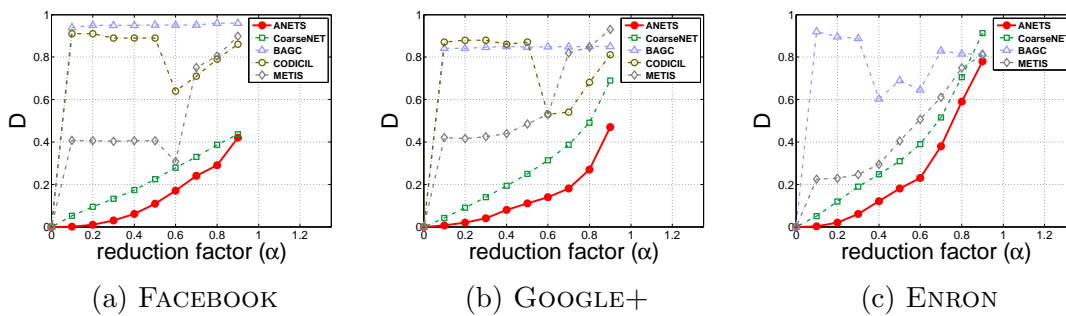 1
0.8
0.6
0.4
0.2
0
D
0 0.2 0.4 0.6 0.8 1 1.2
reduction factor (α)
ANETS
CoarseNET
BAGC
CODICIL
METIS
(a) FACEBOOK
1
0.8
0.6
0.4
0.2
0
D
0 0.2 0.4 0.6 0.8 1 1.2
reduction factor (α)
ANETS
CoarseNET
BAGC
CODICIL
METIS
(b) GOOGLE+
1
0.8
0.6
0.4
0.2
0
D
0 0.2 0.4 0.6 0.8 1 1.2
reduction factor (α)
ANETS
CoarseNET
BAGC
METIS
(c) ENRON